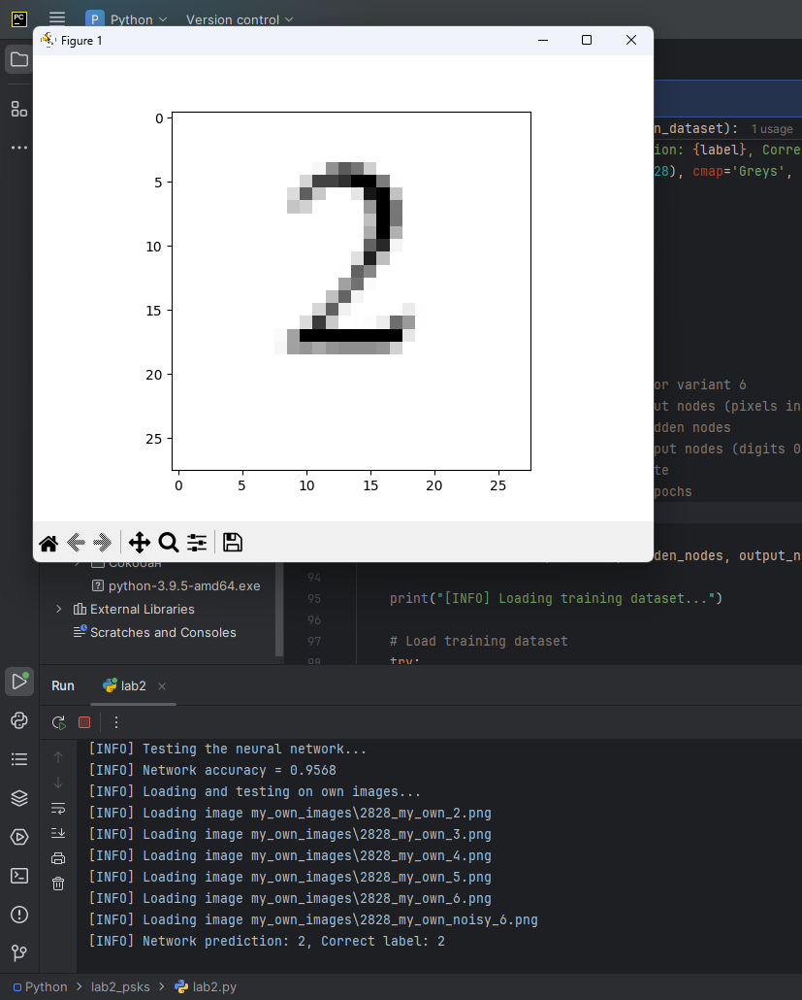 PC
P Python Version control
Figure 1
n_dataset): 1 usage
ion: {label}, Corre
28), cmap='Greys',
0
5
10
15
20
25
0 5 10 15 20 25
or variant 6
ut nodes (pixels in
dden nodes
put nodes (digits 0
te
pochs
den_nodes, output_n
Сокобан
python-3.9.5-amd64.exe
External Libraries
Scratches and Consoles
94
95 print("[INFO] Loading training dataset...")
96
97 # Load training dataset
98 try:
Run lab2
[INFO] Testing the neural network...
[INFO] Network accuracy = 0.9568
[INFO] Loading and testing on own images...
[INFO] Loading image my_own_images\2828_my_own_2.png
[INFO] Loading image my_own_images\2828_my_own_3.png
[INFO] Loading image my_own_images\2828_my_own_4.png
[INFO] Loading image my_own_images\2828_my_own_5.png
[INFO] Loading image my_own_images\2828_my_own_6.png
[INFO] Loading image my_own_images\2828_my_own_noisy_6.png
[INFO] Network prediction: 2, Correct label: 2
Python > lab2_psks > lab2.py